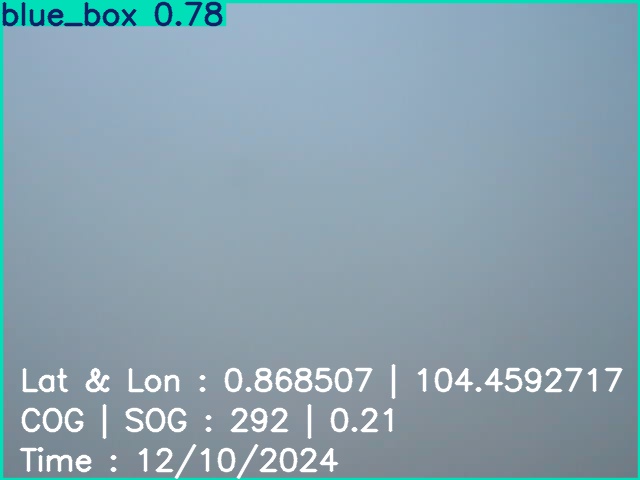 blue_box 0.78
Lat & Lon : 0.868507 | 104.4592717
COG | SOG : 292 | 0.21
Time : 12/10/2024